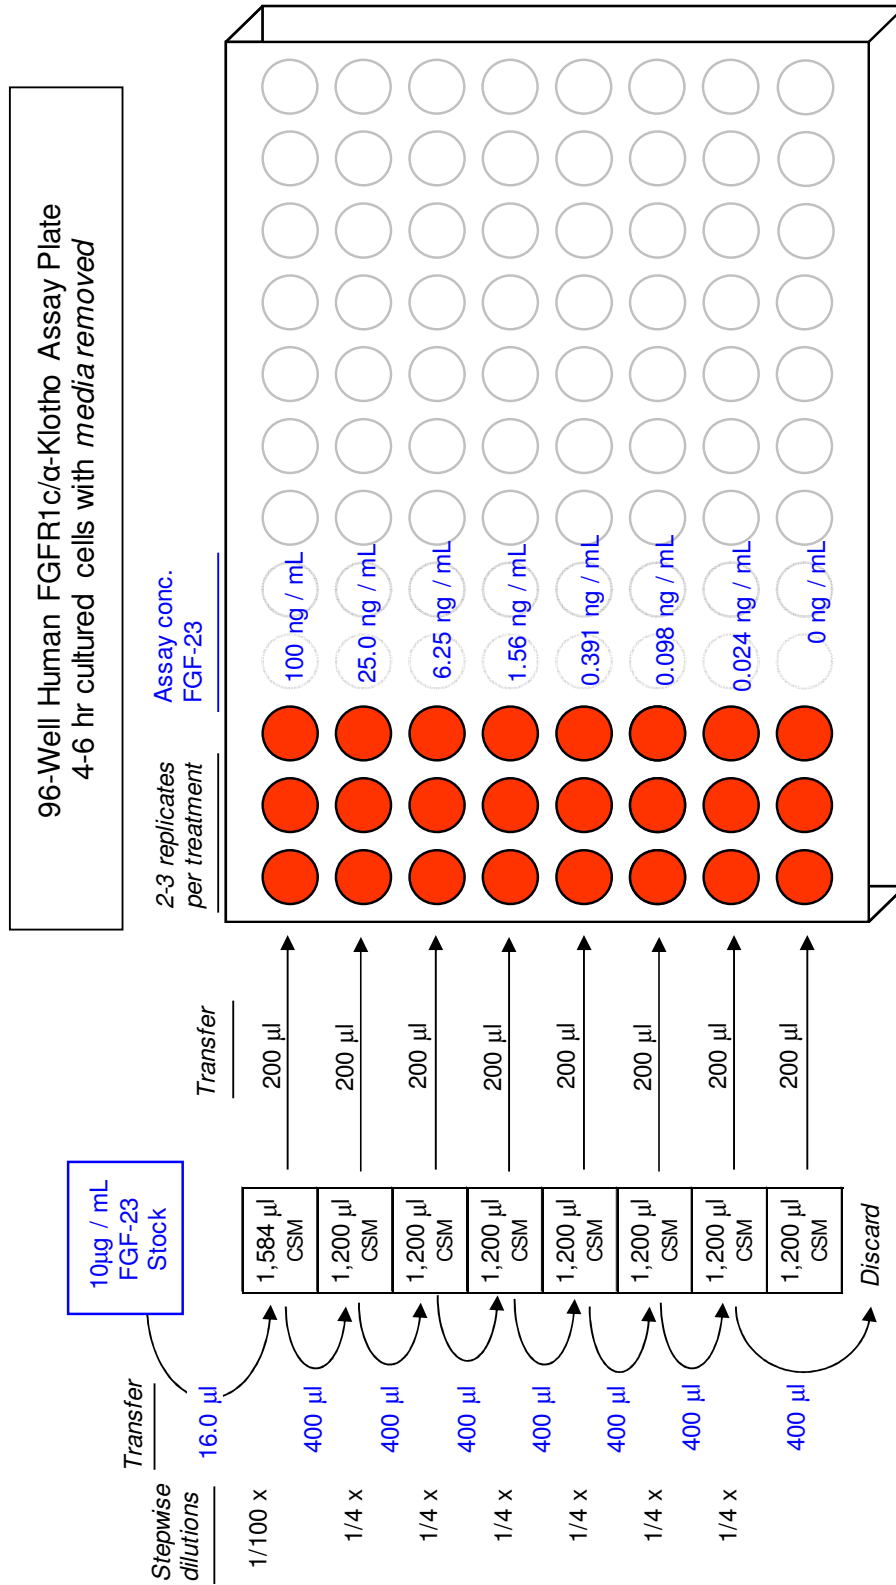 96-Well Human FGFR1c/α-Klotho Assay Plate
4-6 hr cultured cells with media removed
Stepwise
dilutions
Transfer
10µg / mL
FGF-23
Stock
Transfer
2-3 replicates
per treatment
Assay conc.
FGF-23
1/100 x
16.0 µl
1,584 µl
CSM
200 µl
100 ng / mL
400 µl
1/4 x
1,200 µl
CSM
200 µl
25.0 ng / mL
400 µl
1/4 x
1,200 µl
CSM
200 µl
6.25 ng / mL
400 µl
1/4 x
1,200 µl
CSM
200 µl
1.56 ng / mL
400 µl
1/4 x
1,200 µl
CSM
200 µl
0.391 ng / mL
400 µl
1/4 x
1,200 µl
CSM
200 µl
0.098 ng / mL
400 µl
1/4 x
1,200 µl
CSM
200 µl
0.024 ng / mL
400 µl
1,200 µl
CSM
200 µl
0 ng / mL
Discard